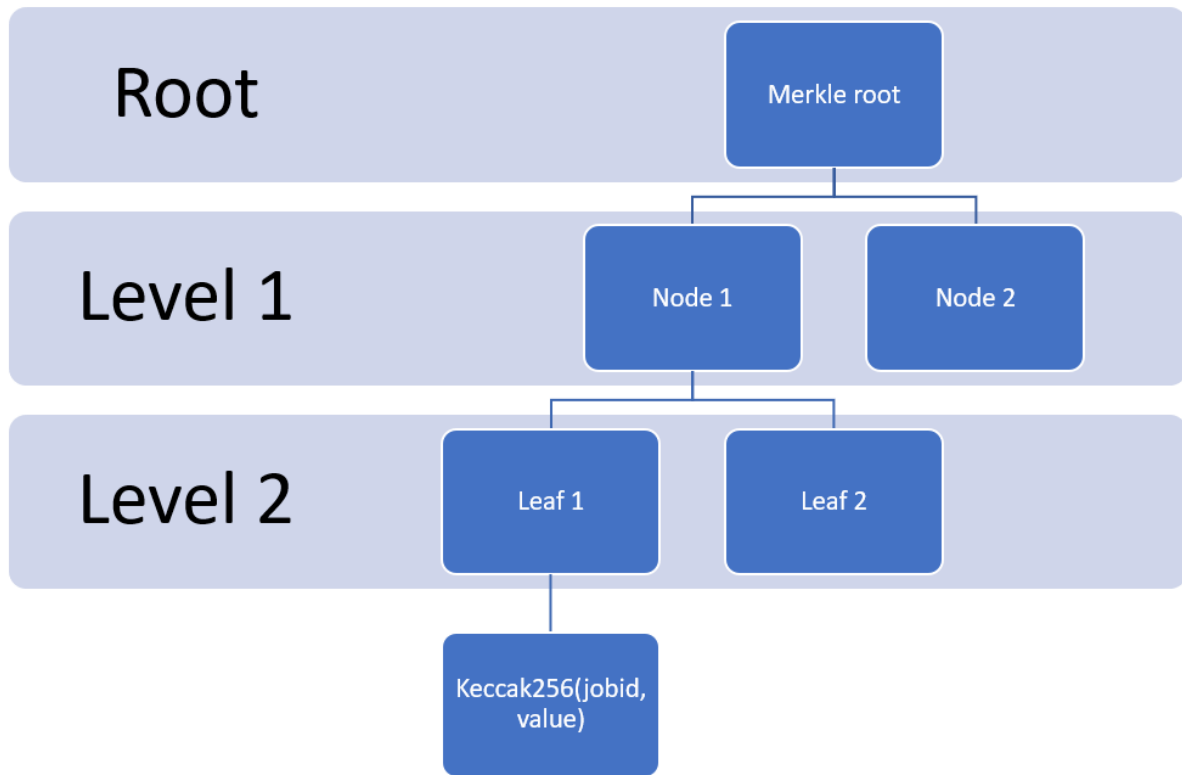 Root
Merkle root
Level 1
Node 1
Node 2
Level 2
Leaf 1
Leaf 2
Keccak256(jobid,
value)